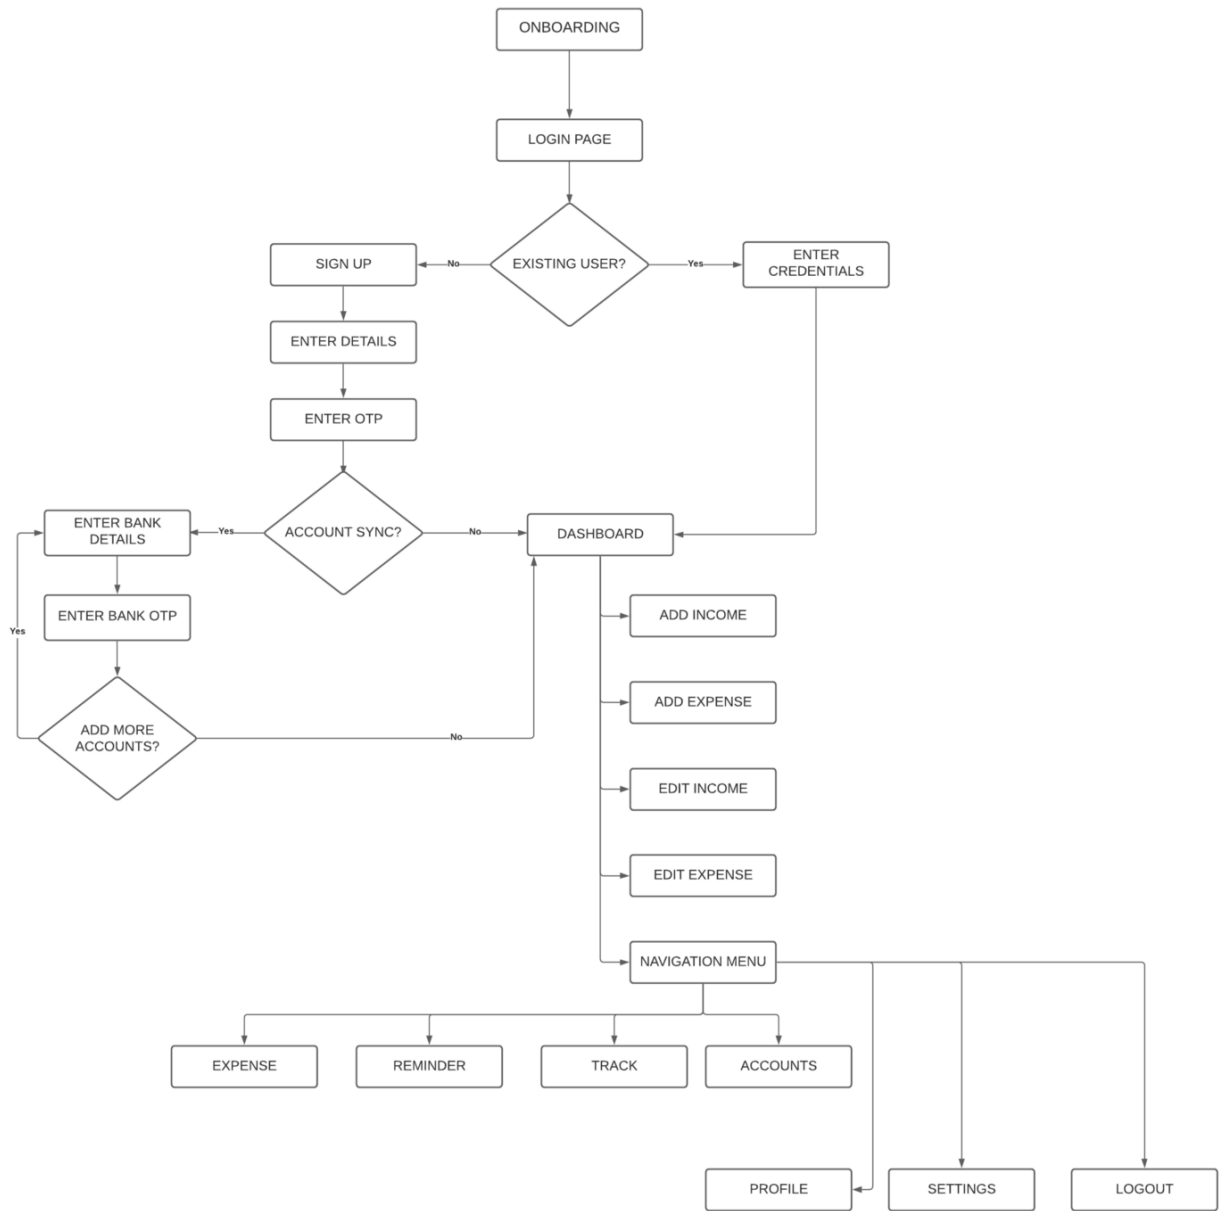 ONBOARDING
LOGIN PAGE
EXISTING USER?
No
Yes
SIGN UP
ENTER
CREDENTIALS
ENTER DETAILS
ENTER OTP
ACCOUNT SYNC?
Yes
No
ENTER BANK
DETAILS
DASHBOARD
ENTER BANK OTP
Yes
ADD MORE
ACCOUNTS?
No
ADD INCOME
ADD EXPENSE
EDIT INCOME
EDIT EXPENSE
NAVIGATION MENU
EXPENSE
REMINDER
TRACK
ACCOUNTS
PROFILE
SETTINGS
LOGOUT